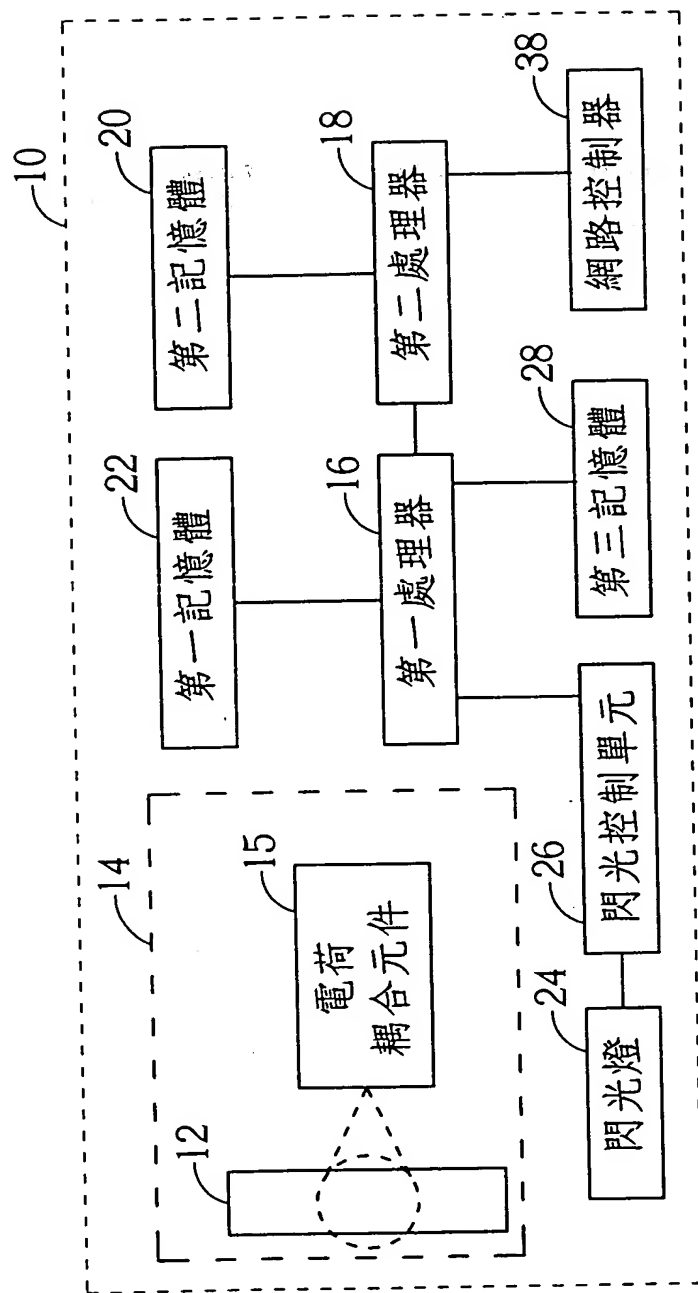 10
14
12
15
電荷
耦合元件
22
第一記憶體
20
第二記憶體
16
第一處理器
18
第二處理器
24
閃光燈
26
閃光控制單元
28
第三記憶體
38
網路控制器